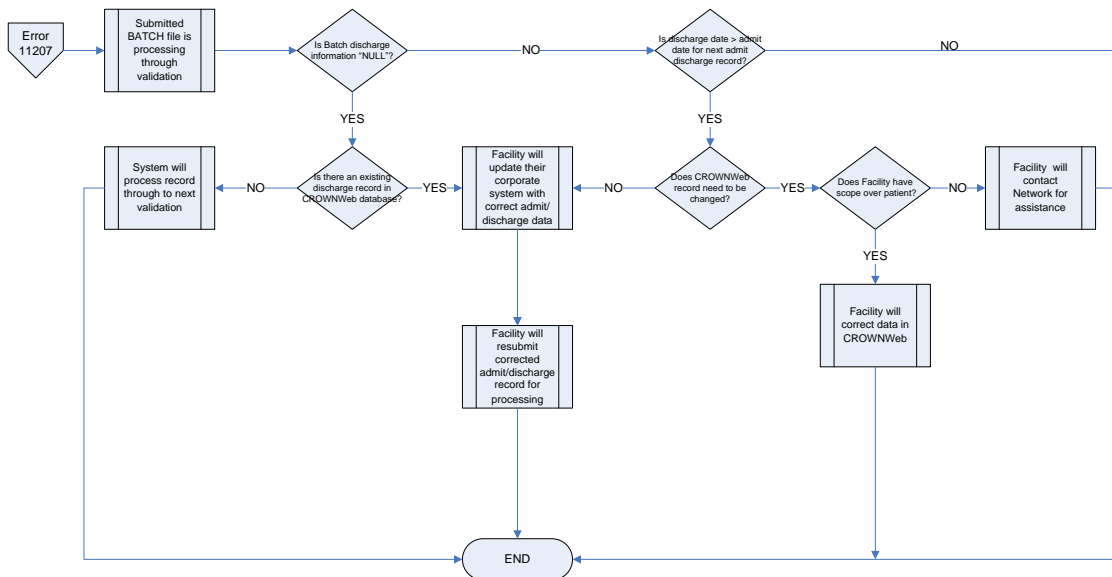 Error
11207
Submitted
BATCH file is
processing
through
validation
Is Batch discharge
information “NULL”?
NO
Is discharge date > admit
date for next admit
discharge record?
NO
YES
YES
System will
process record
through to next
validation
NO
Is there an existing
discharge record in
CROWNWeb database?
YES
Facility will
update their
corporate
system with
correct admit/
discharge data
NO
Does CROWNWeb
record need to be
changed?
YES
Does Facility have
scope over patient?
NO
Facility will
contact
Network for
assistance
YES
Facility will
correct data in
CROWNWeb
Facility will
resubmit
corrected
admit/discharge
record for
processing
END